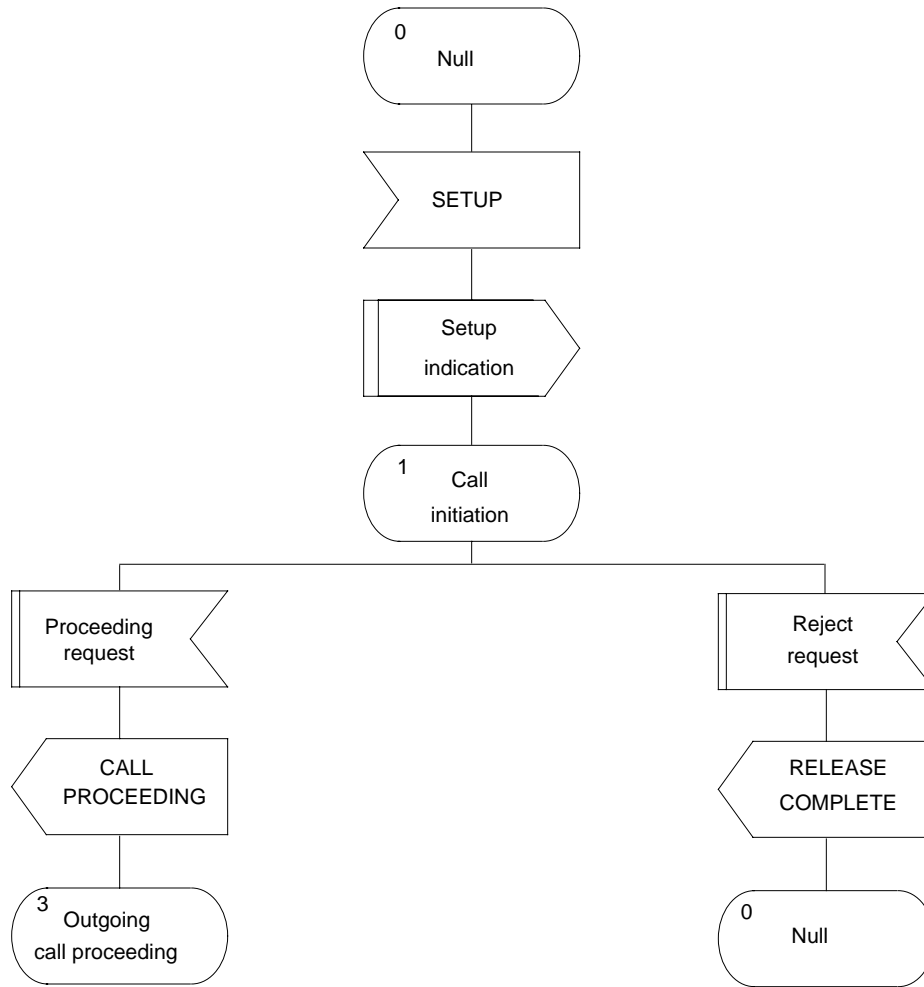 0
Null
SETUP
Setup
indication
1
Call
initiation
Proceeding
request
Reject
request
CALL
PROCEEDING
RELEASE
COMPLETE
3
Outgoing
call proceeding
0
Null